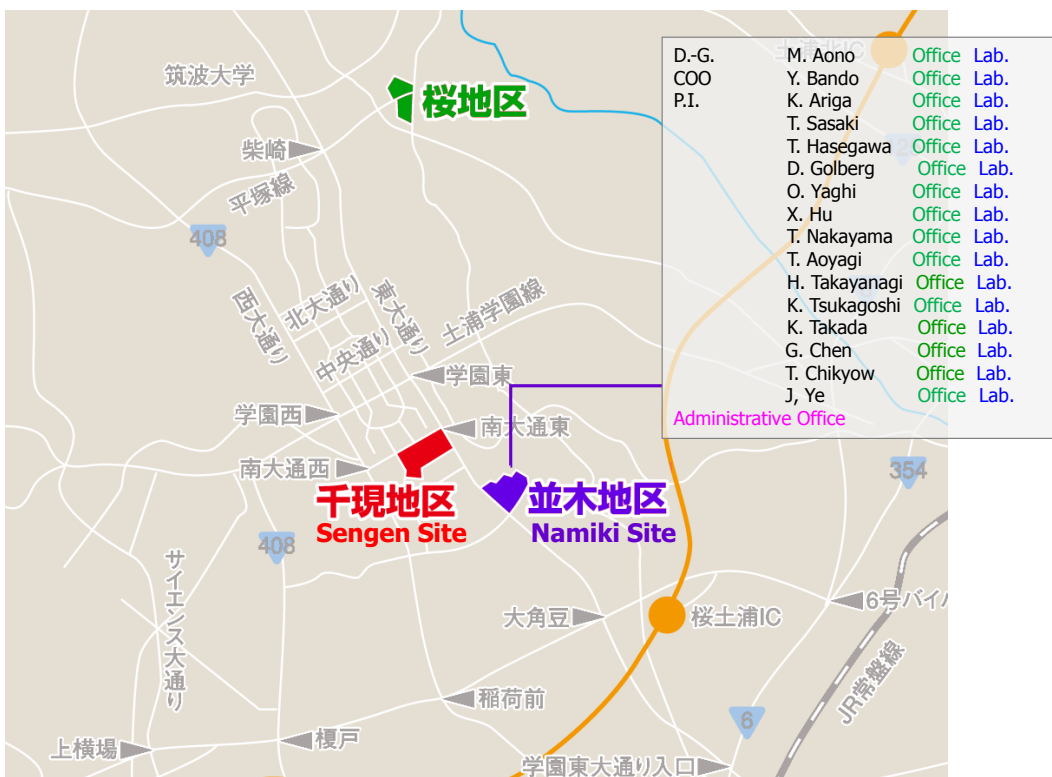 土浦北IC
D.-G. M. Aono Office Lab.
COO Y. Bando Office Lab.
P.I. K. Ariga Office Lab.
T. Sasaki Office Lab.
T. Hasegawa Office Lab.
D. Golberg Office Lab.
O. Yaghi Office Lab.
X. Hu Office Lab.
T. Nakayama Office Lab.
T. Aoyagi Office Lab.
H. Takayanagi Office Lab.
K. Tsukagoshi Office Lab.
K. Takada Office Lab.
G. Chen Office Lab.
T. Chikyow Office Lab.
J, Ye Office Lab.
Administrative Office
筑波大学
桜地区
柴崎
平塚線
408
西大通り
北大通り
東大通り
中央通り
土浦学園線
学園東
学園西
南大通東
南大通西
千現地区
Sengen Site
並木地区
Namiki Site
354
408
サイエンス大通り
大角豆
桜土浦IC
6号バイパ
JR常盤線
稲荷前
6
上横場
榎戸
学園東大通り入口